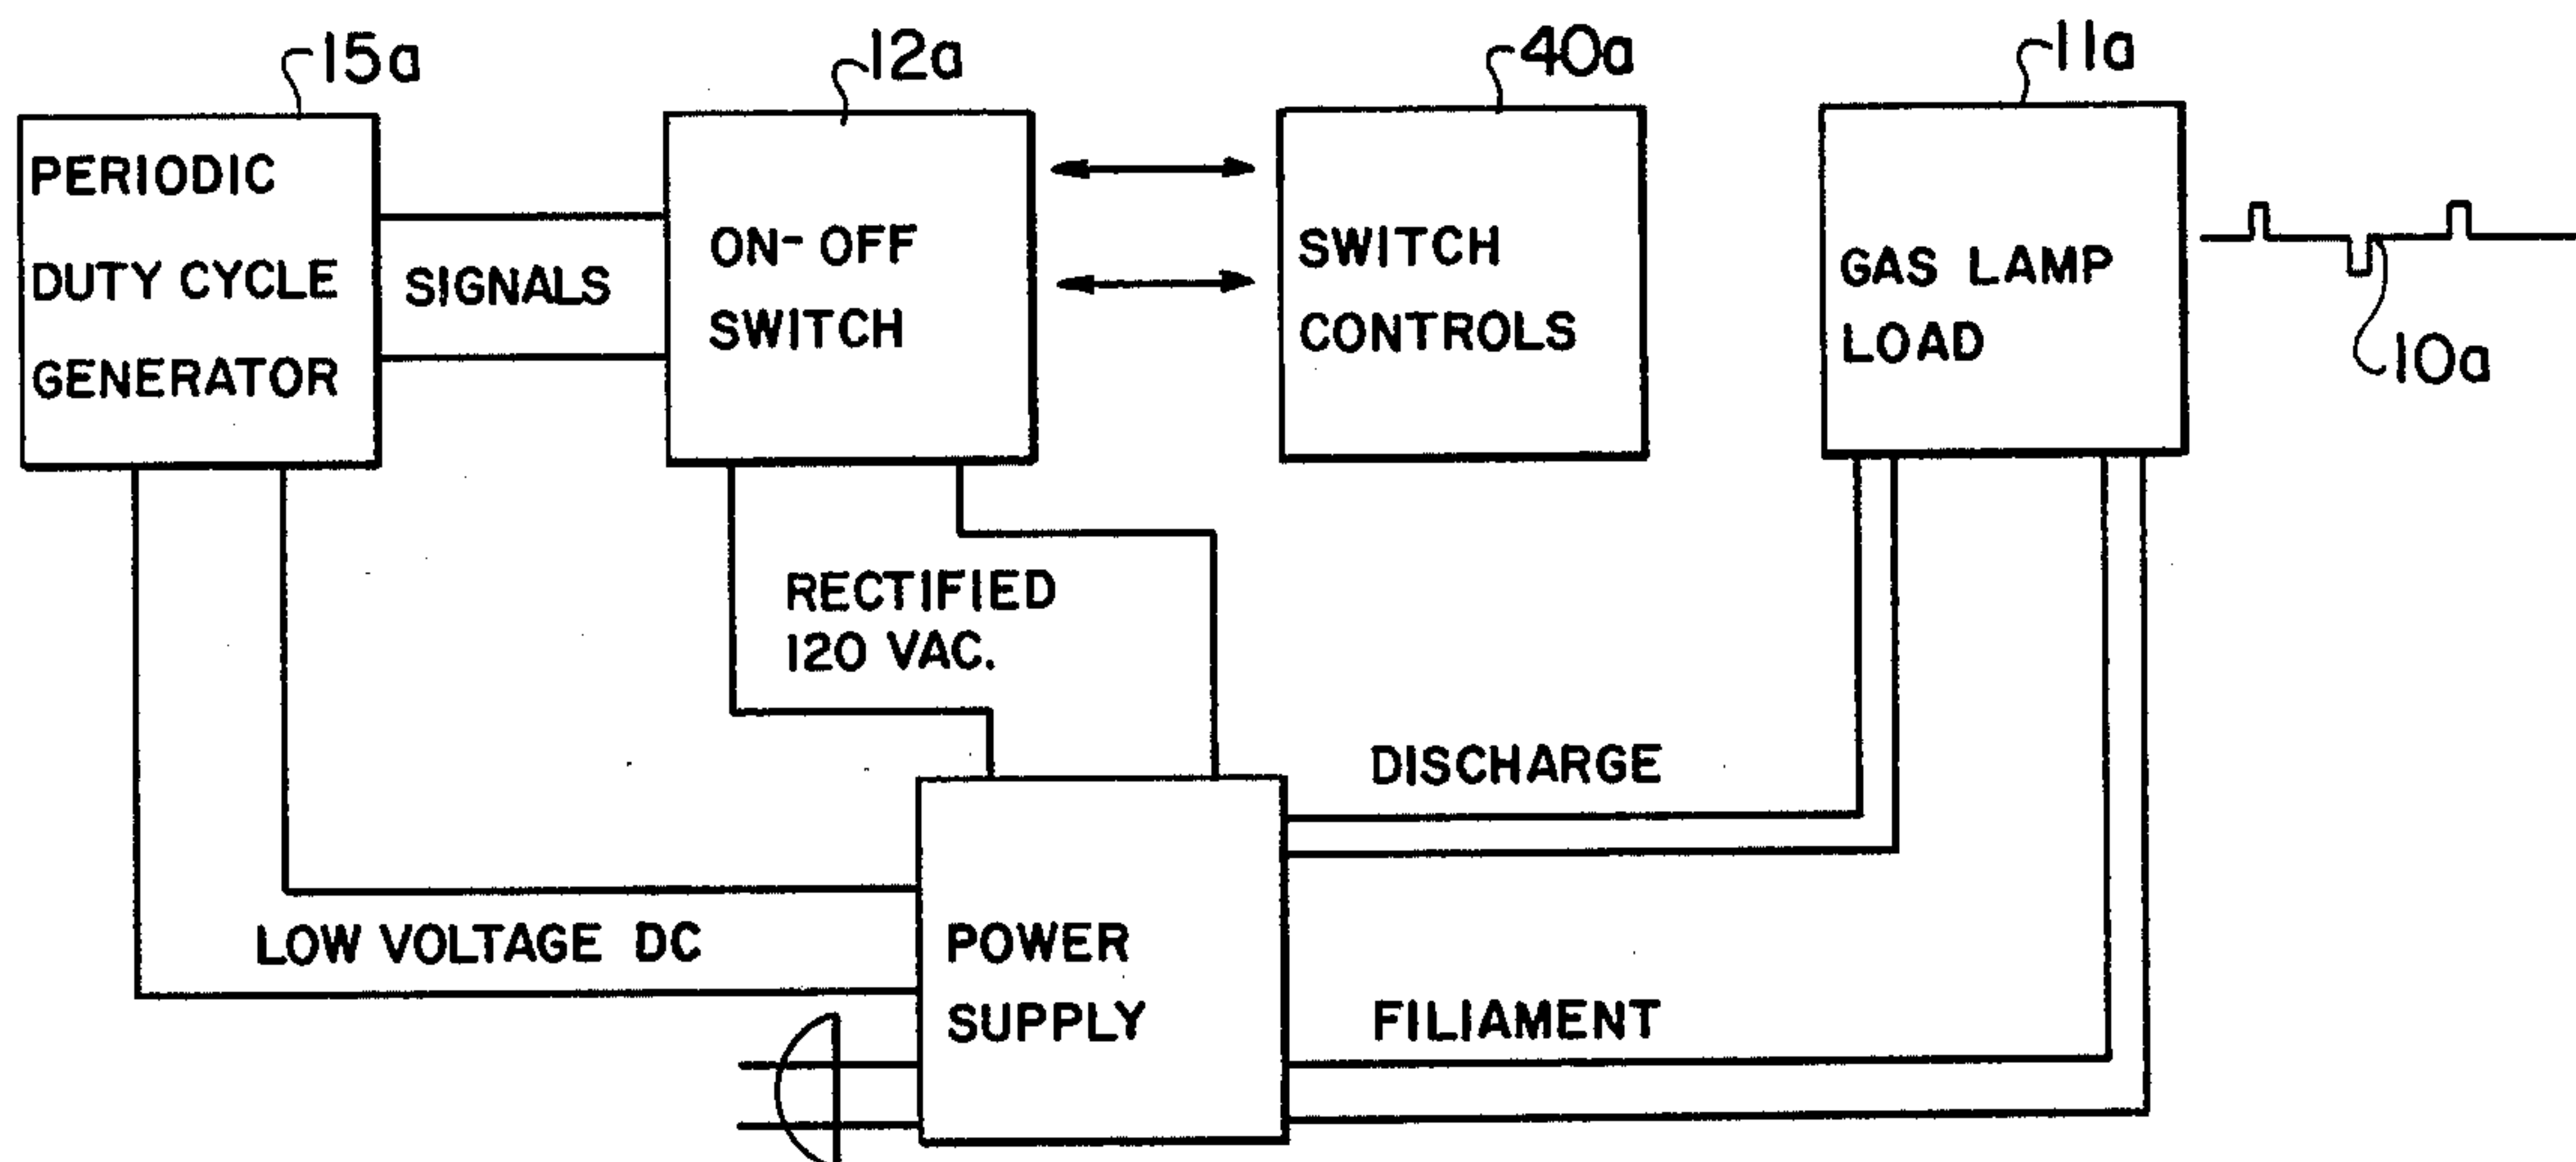 15a
12a
40a
11a
PERIODIC
DUTY CYCLE
GENERATOR
SIGNALS
ON-OFF
SWITCH
SWITCH
CONTROLS
GAS LAMP
LOAD
10a
RECTIFIED
120 VAC.
DISCHARGE
LOW VOLTAGE DC
POWER
SUPPLY
FILIAMENT